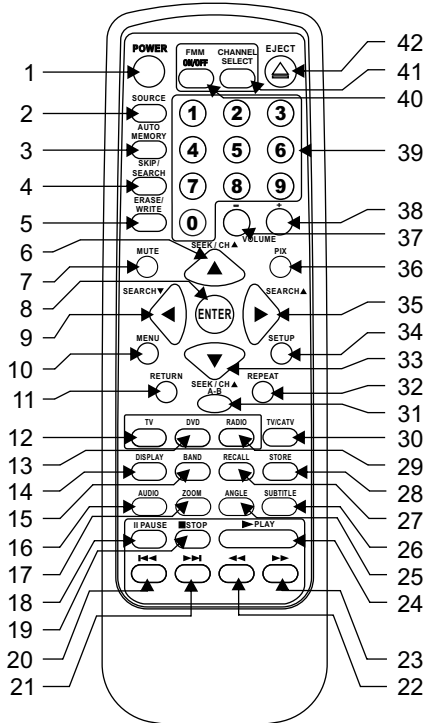 POWER
FMM ON/OFF
CHANNEL SELECT
EJECT
42
1
41
40
SOURCE
2
1 2 3
AUTO MEMORY
3
4 5 6
39
SKIP/ SEARCH
4
7 8 9
ERASE/ WRITE
5
0
- +
38
VOLUME
37
6
SEEK / CH▲
MUTE
PIX
36
7
8
SEARCH▼
SEARCH▲
35
9
ENTER
34
MENU
SETUP
33
10
RETURN
SEEK / CH▲
A-B
REPEAT
32
11
31
12
TV
DVD
RADIO
TV/CATV
30
13
29
DISPLAY
BAND
RECALL
STORE
14
28
15
27
AUDIO
ZOOM
ANGLE
SUBTITLE
16
26
17
25
II PAUSE
■STOP
►PLAY
18
24
19
I◄◄
►►I
◄◄
►►
20
23
21
22